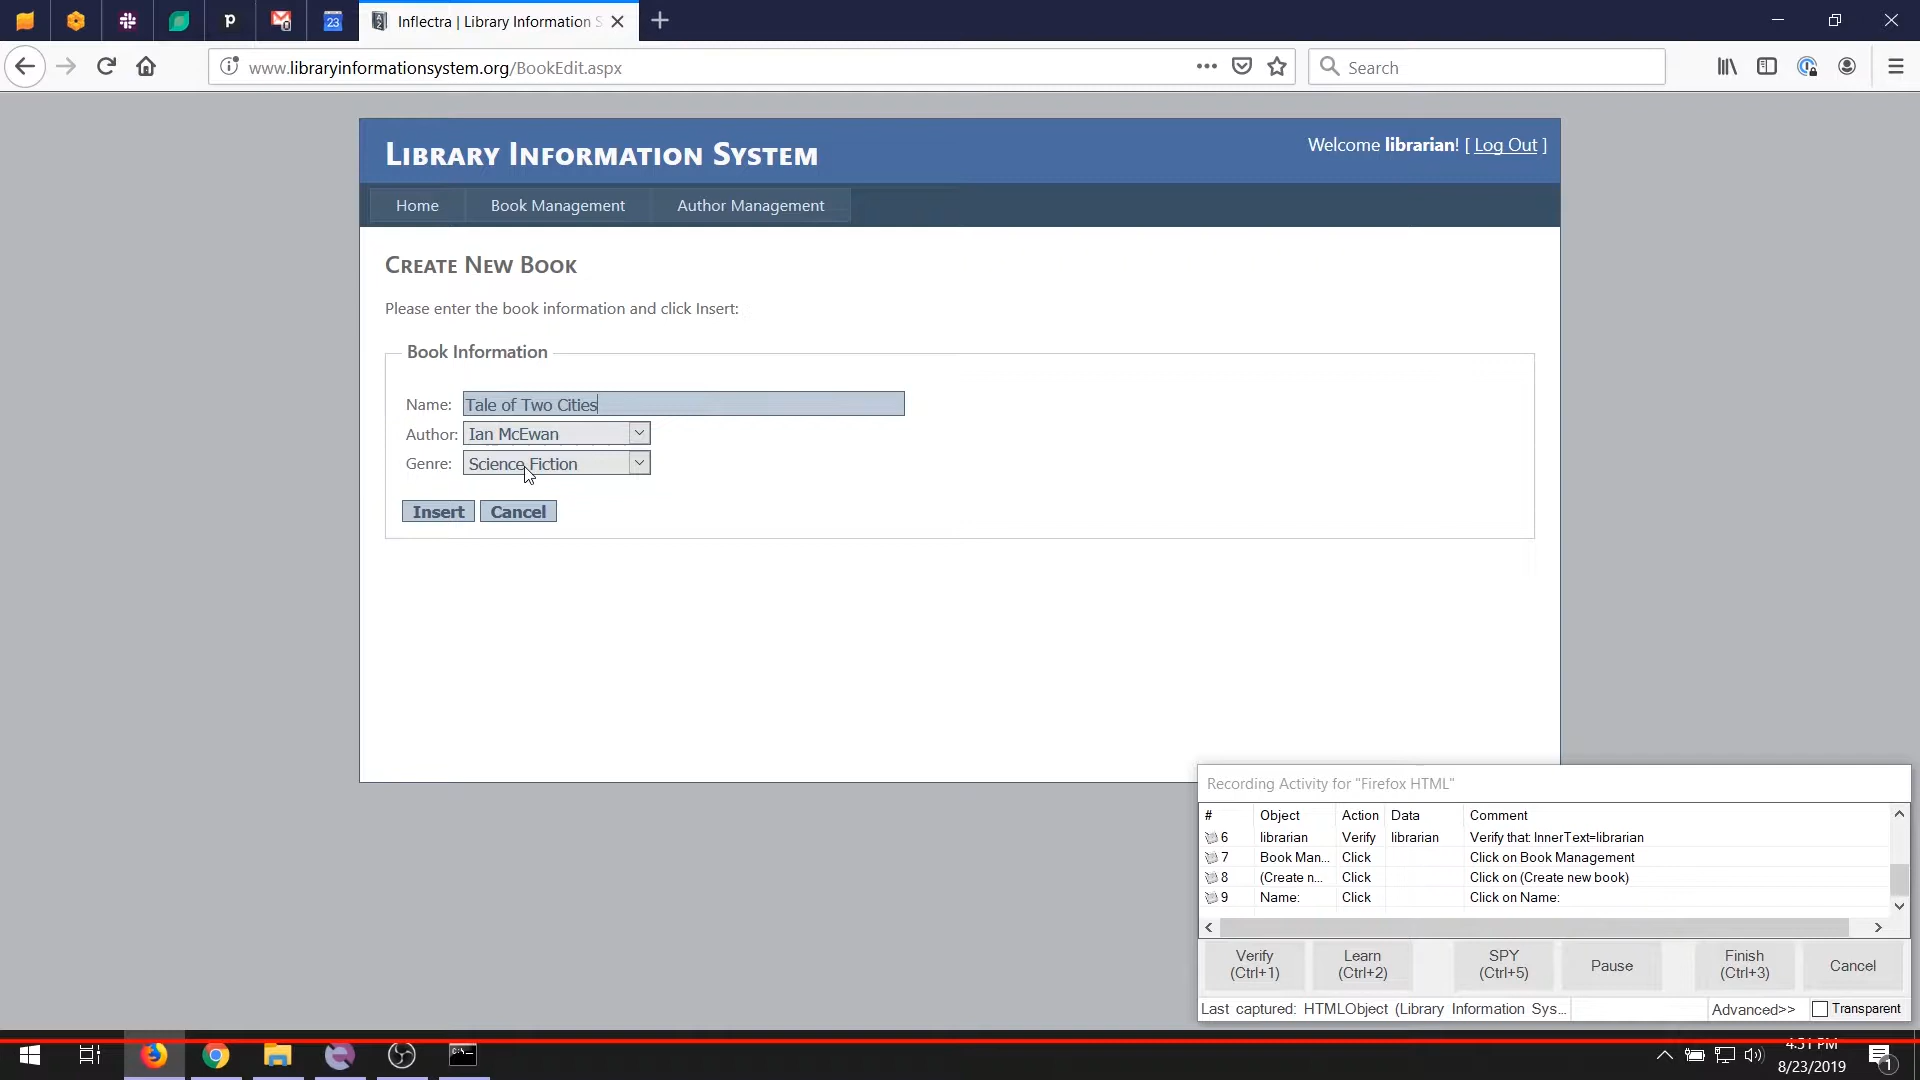 p
23
Inflectra | Library Information S
www.libraryinformationsystem.org/BookEdit.aspx
Search
LIBRARY INFORMATION SYSTEM
Welcome librarian! [ Log Out ]
Home
Book Management
Author Management
CREATE NEW BOOK
Please enter the book information and click Insert:
Book Information
Name: Tale of Two Cities
Author: Ian McEwan
Genre: Science Fiction
Insert
Cancel
Recording Activity for "Firefox HTML"
# Object Action Data Comment
6 librarian Verify librarian Verify that: InnerText=librarian
7 Book Man... Click Click on Book Management
8 (Create n... Click Click on (Create new book)
9 Name: Click Click on Name:
Verify (Ctrl+1)
Learn (Ctrl+2)
SPY (Ctrl+5)
Pause
Finish (Ctrl+3)
Cancel
Last captured: HTMLObject (Library Information Sys...
Advanced>>
Transparent
4:51 PM
8/23/2019
1